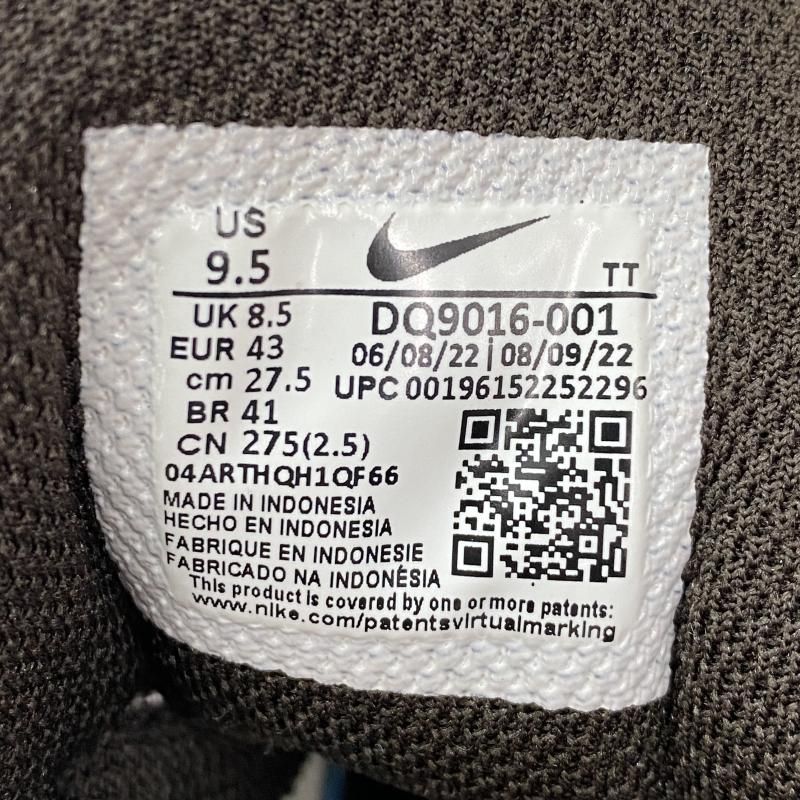 US
9.5
TT
UK 8.5
EUR 43
cm 27.5
BR 41
CN 275(2.5)
DQ9016-001
06/08/22 | 08/09/22
UPC 00196152252296
04ARTHQH1QF66
MADE IN INDONESIA
HECHO EN INDONESIA
FABRIQUE EN INDONESIE
FABRICADO NA INDONÉSIA
This product is covered by one or more patents:
www.nike.com/patentsvirtualmarking